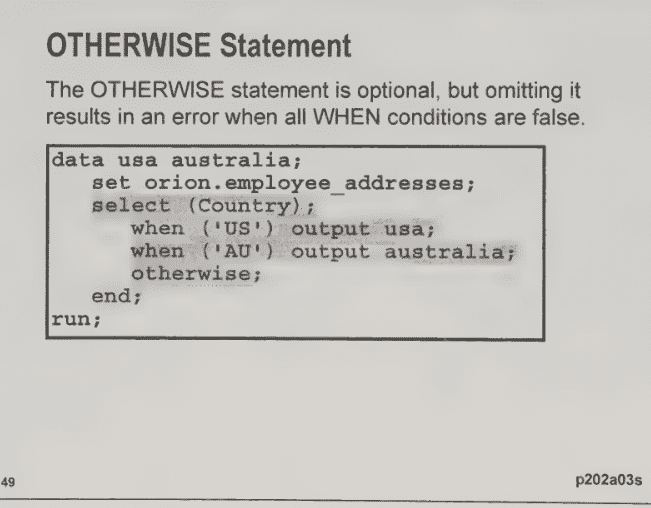 OTHERWISE Statement
The OTHERWISE statement is optional, but omitting it
results in an error when all WHEN conditions are false.
data usa australia;
   set orion.employee_addresses;
   select (Country);
      when ('US') output usa;
      when ('AU') output australia;
      otherwise;
   end;
run;
49
p202a03s